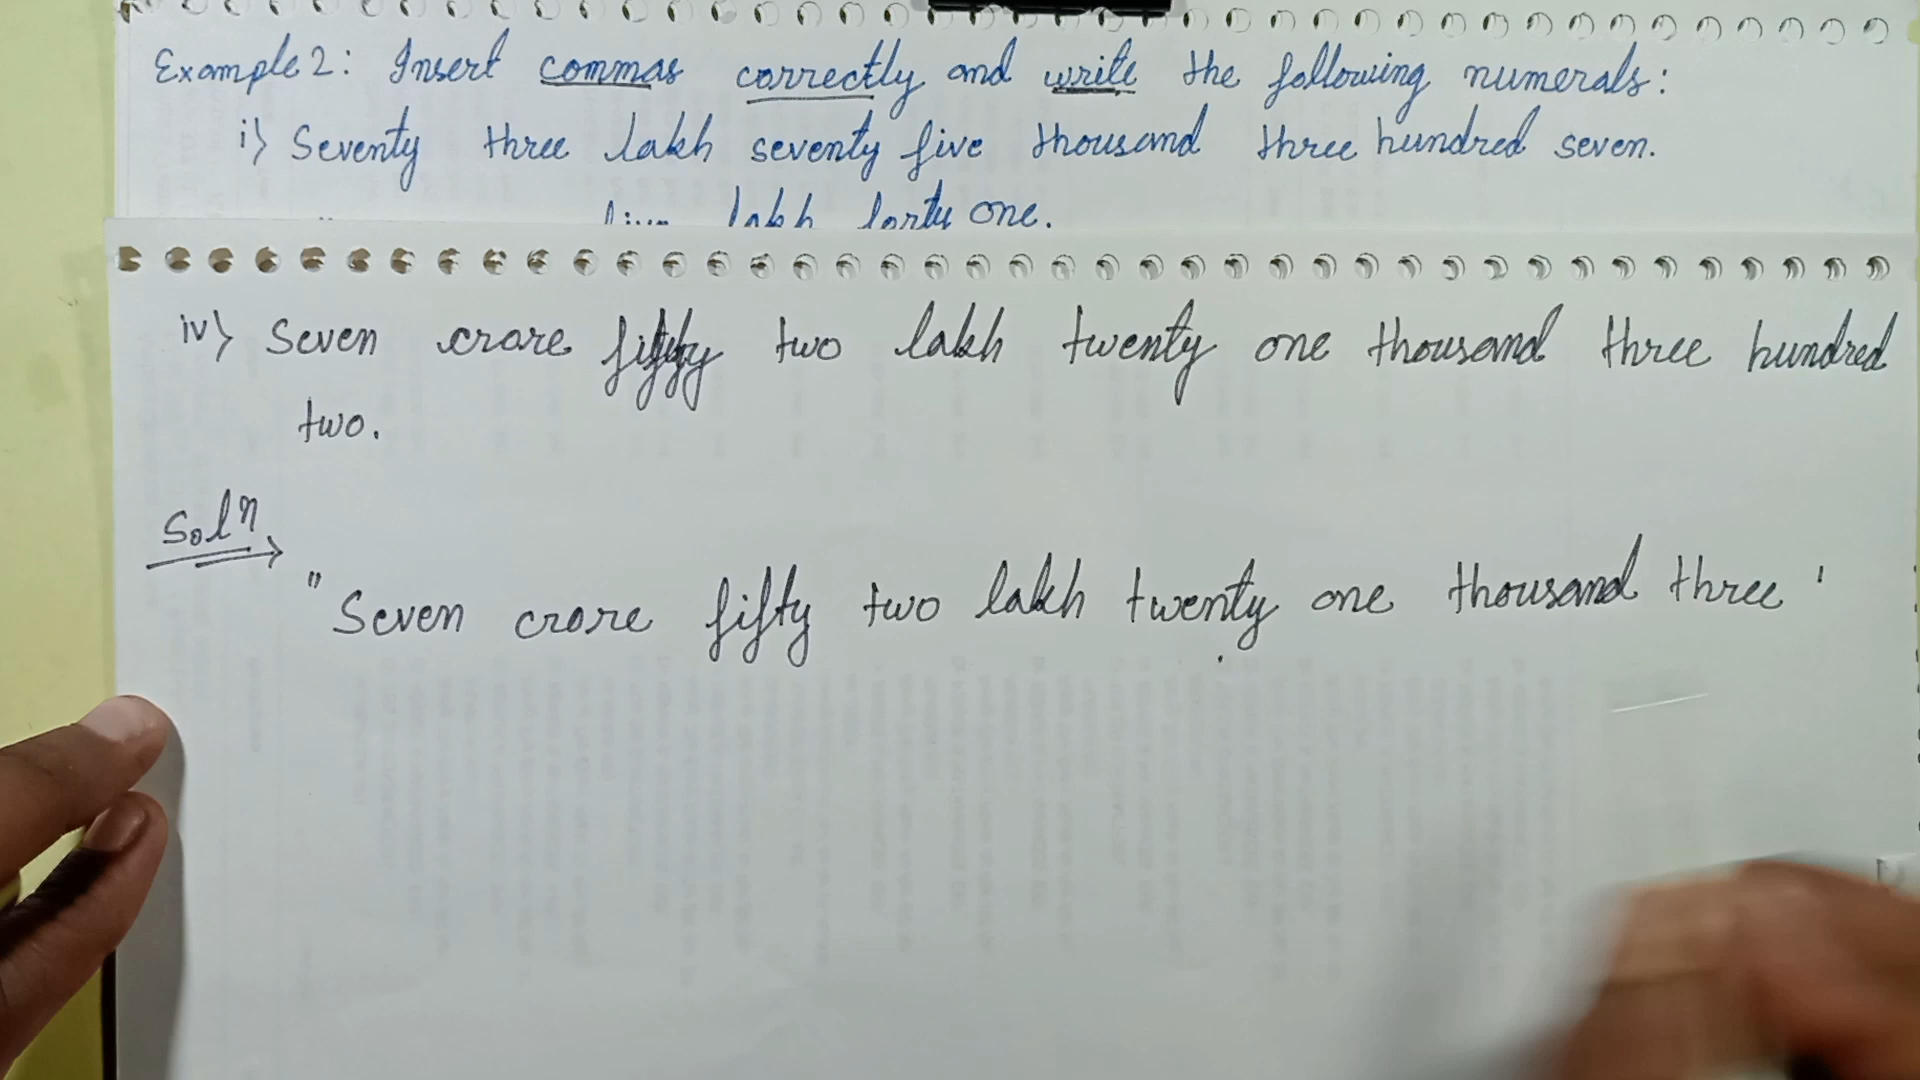 Example 2: Insert commas correctly and write the following numerals:
i) Seventy three lakh seventy five thousand three hundred seven.
lakh forty one.
iv) Seven crore fifty two lakh twenty one thousand three hundred
two.
Solⁿ
"Seven crore fifty two lakh twenty one thousand three '